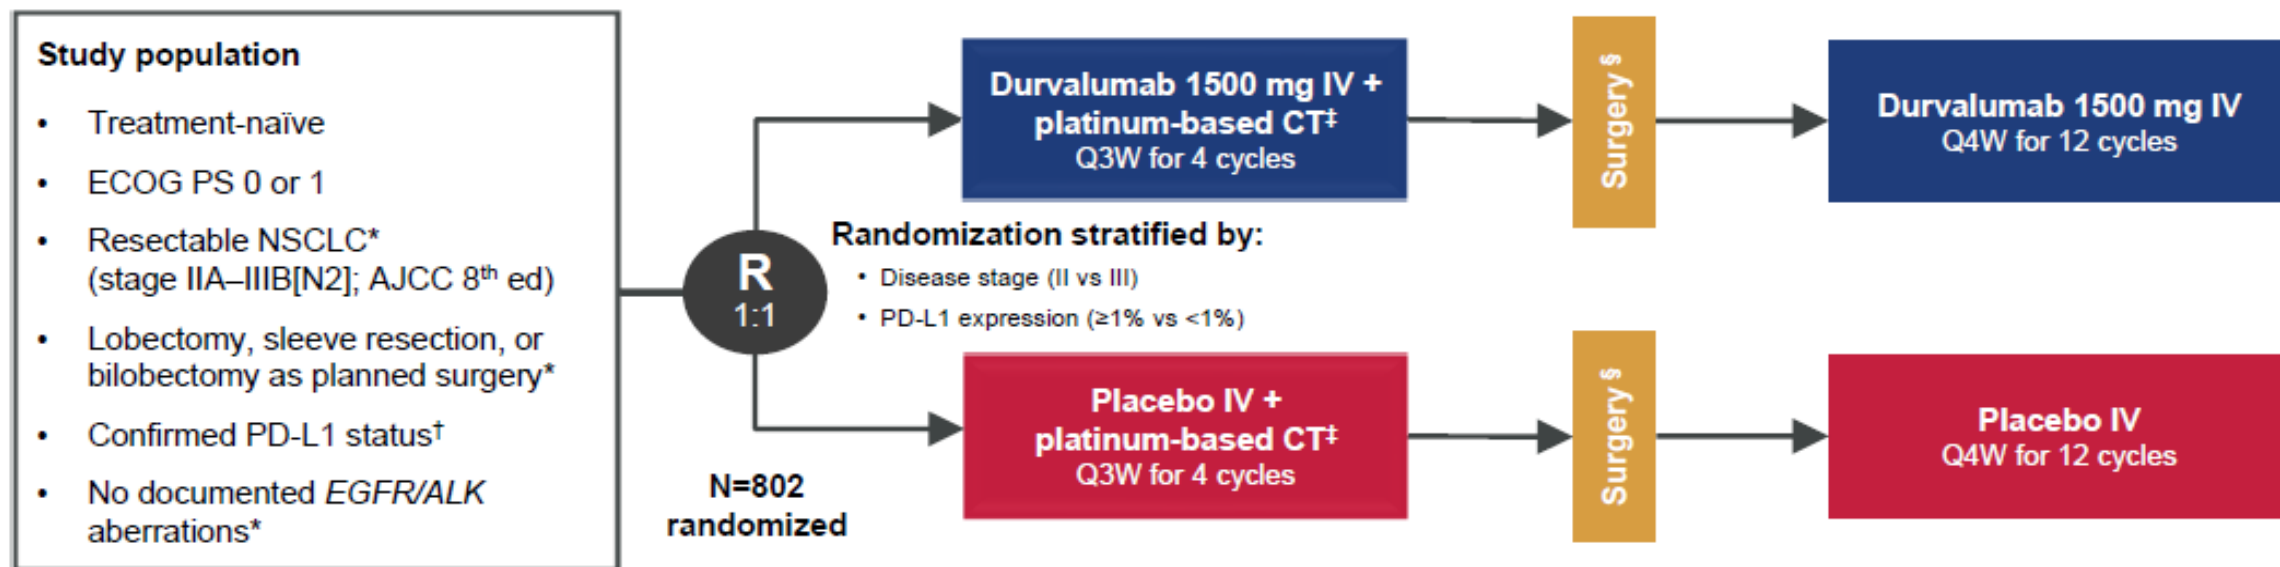 Study population
• Treatment-naïve
• ECOG PS 0 or 1
• Resectable NSCLC*
(stage IIA–IIIB[N2]; AJCC 8th ed)
• Lobectomy, sleeve resection, or
bilobectomy as planned surgery*
• Confirmed PD-L1 status†
• No documented EGFR/ALK
aberrations*
R
1:1
N=802
randomized
Durvalumab 1500 mg IV +
platinum-based CT‡
Q3W for 4 cycles
Surgery§
Durvalumab 1500 mg IV
Q4W for 12 cycles
Randomization stratified by:
• Disease stage (II vs III)
• PD-L1 expression (≥1% vs <1%)
Placebo IV +
platinum-based CT‡
Q3W for 4 cycles
Surgery§
Placebo IV
Q4W for 12 cycles